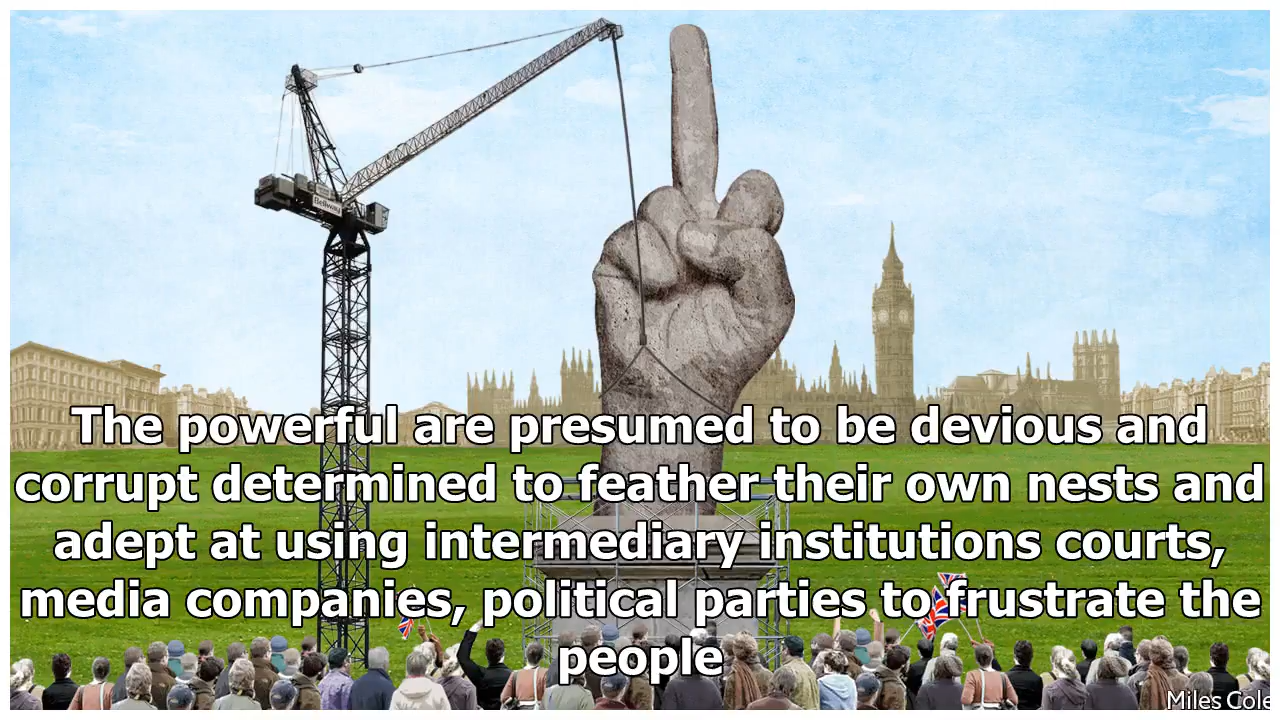 Bellway
The powerful are presumed to be devious and
corrupt determined to feather their own nests and
adept at using intermediary institutions courts,
media companies, political parties to frustrate the
people
Miles Cole